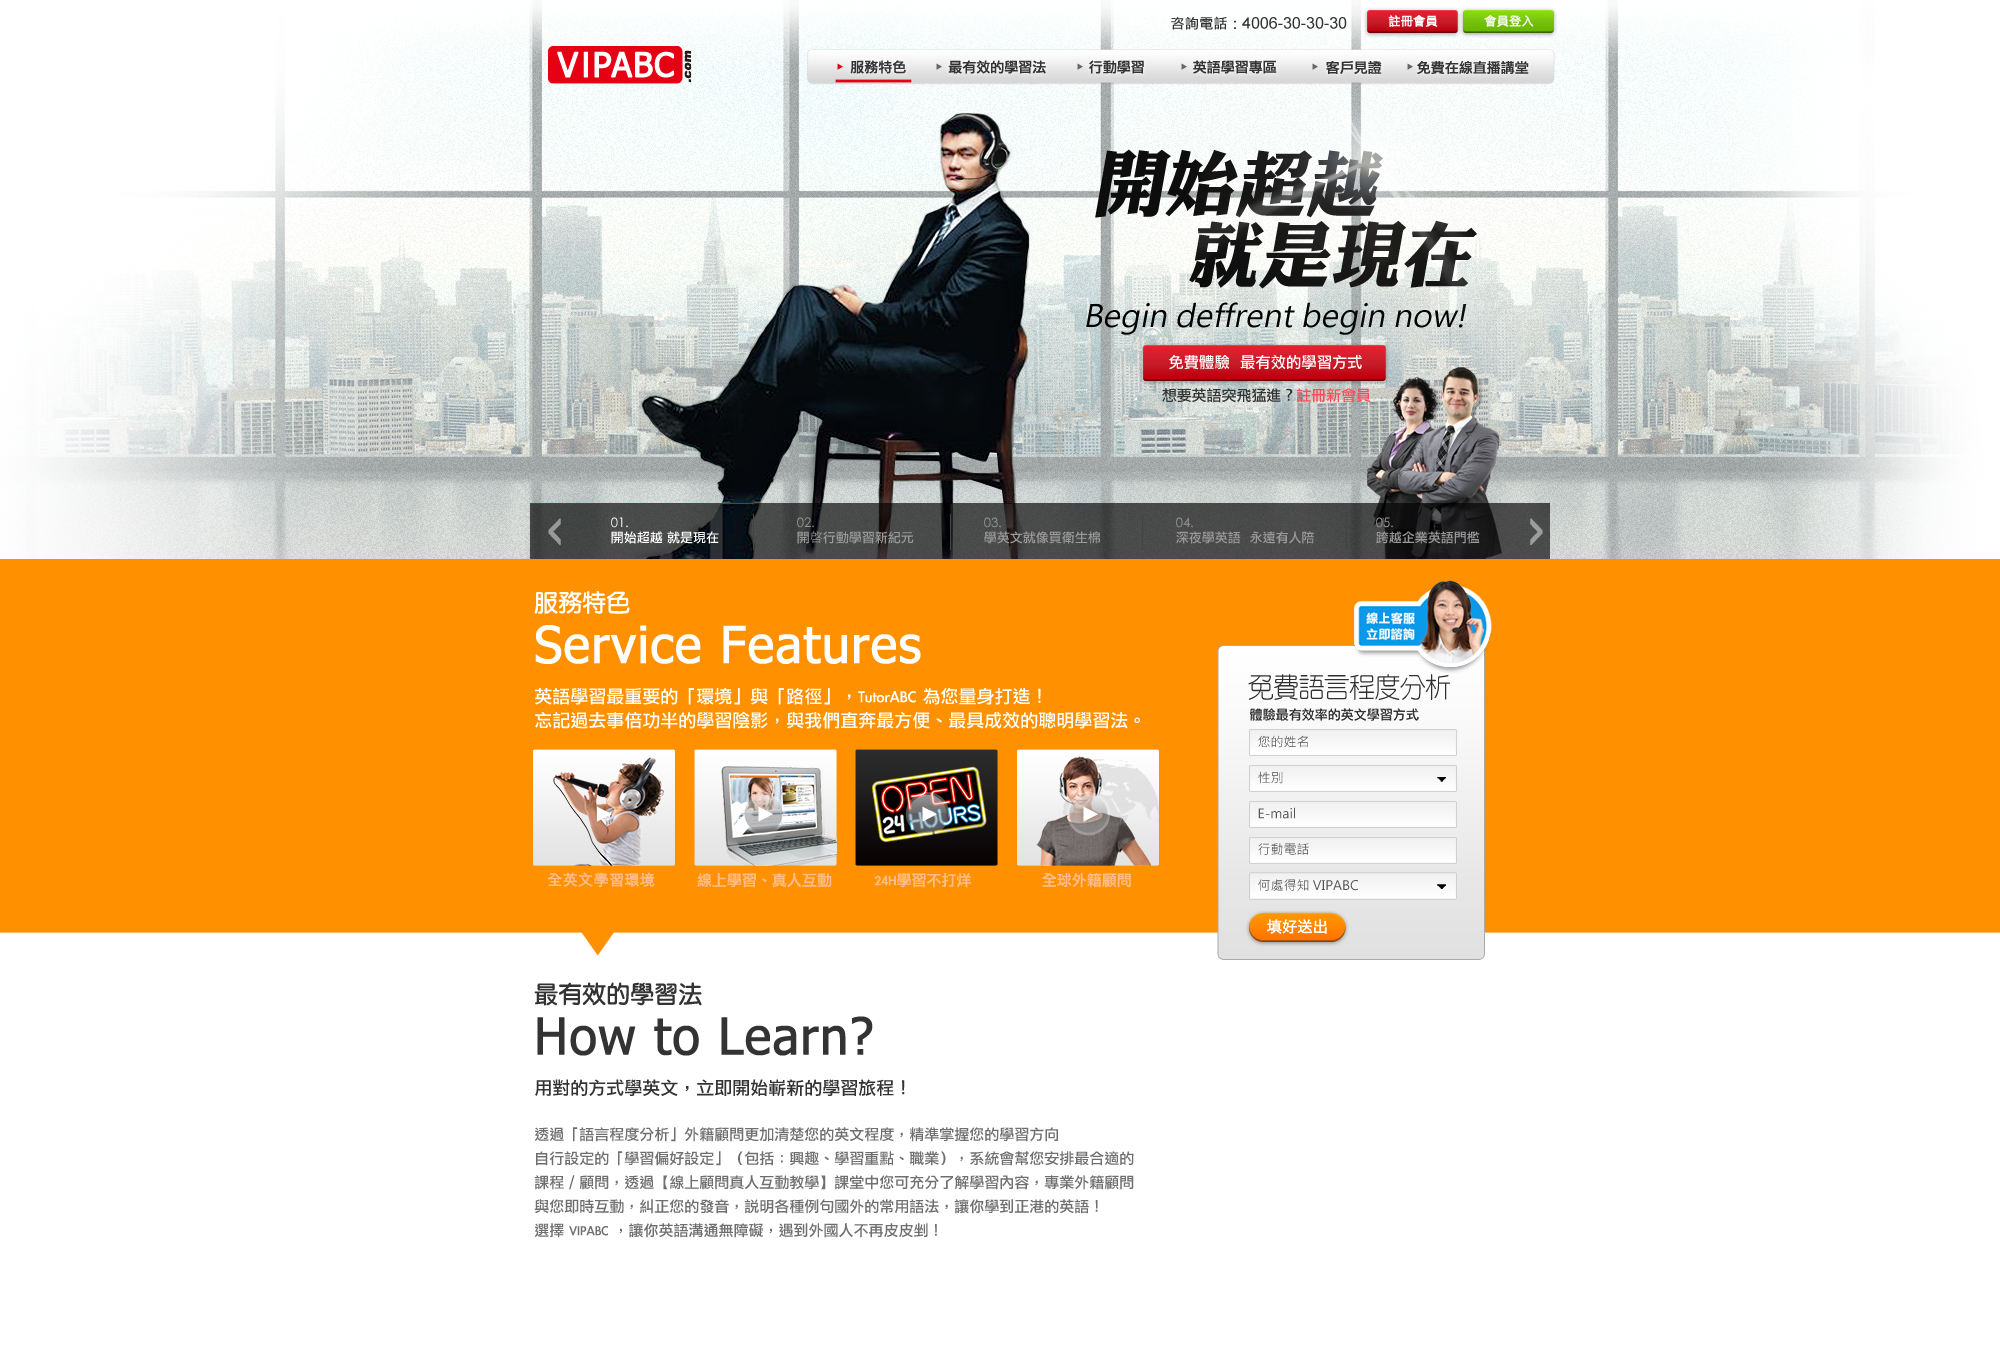 咨詢電話：4006-30-30-30
註冊會員
會員登入
VIPABC.com
服務特色
最有效的學習法
行動學習
英語學習專區
客戶見證
免費在線直播講堂
開始超越
就是現在
Begin deffrent begin now!
免費體驗 最有效的學習方式
想要英語突飛猛進？註冊新會員
01.
開始超越 就是現在
02.
開啓行動學習新紀元
03.
學英文就像買衛生棉
04.
深夜學英語 永遠有人陪
05.
跨越企業英語門檻
服務特色
Service Features
英語學習最重要的「環境」與「路徑」，TutorABC 為您量身打造！
忘記過去事倍功半的學習陰影，與我們直奔最方便、最具成效的聰明學習法。
OPEN
24 HOURS
全英文學習環境
線上學習、真人互動
24H學習不打烊
全球外籍顧問
線上客服
立即諮詢
免費語言程度分析
體驗最有效率的英文學習方式
您的姓名
性別
E-mail
行動電話
何處得知 VIPABC
填好送出
最有效的學習法
How to Learn?
用對的方式學英文，立即開始嶄新的學習旅程！
透過「語言程度分析」外籍顧問更加清楚您的英文程度，精準掌握您的學習方向
自行設定的「學習偏好設定」（包括：興趣、學習重點、職業），系統會幫您安排最合適的
課程 / 顧問，透過【線上顧問真人互動教學】課堂中您可充分了解學習內容，專業外籍顧問
與您即時互動，糾正您的發音，説明各種例句國外的常用語法，讓你學到正港的英語！
選擇 VIPABC ，讓你英語溝通無障礙，遇到外國人不再皮皮剉！